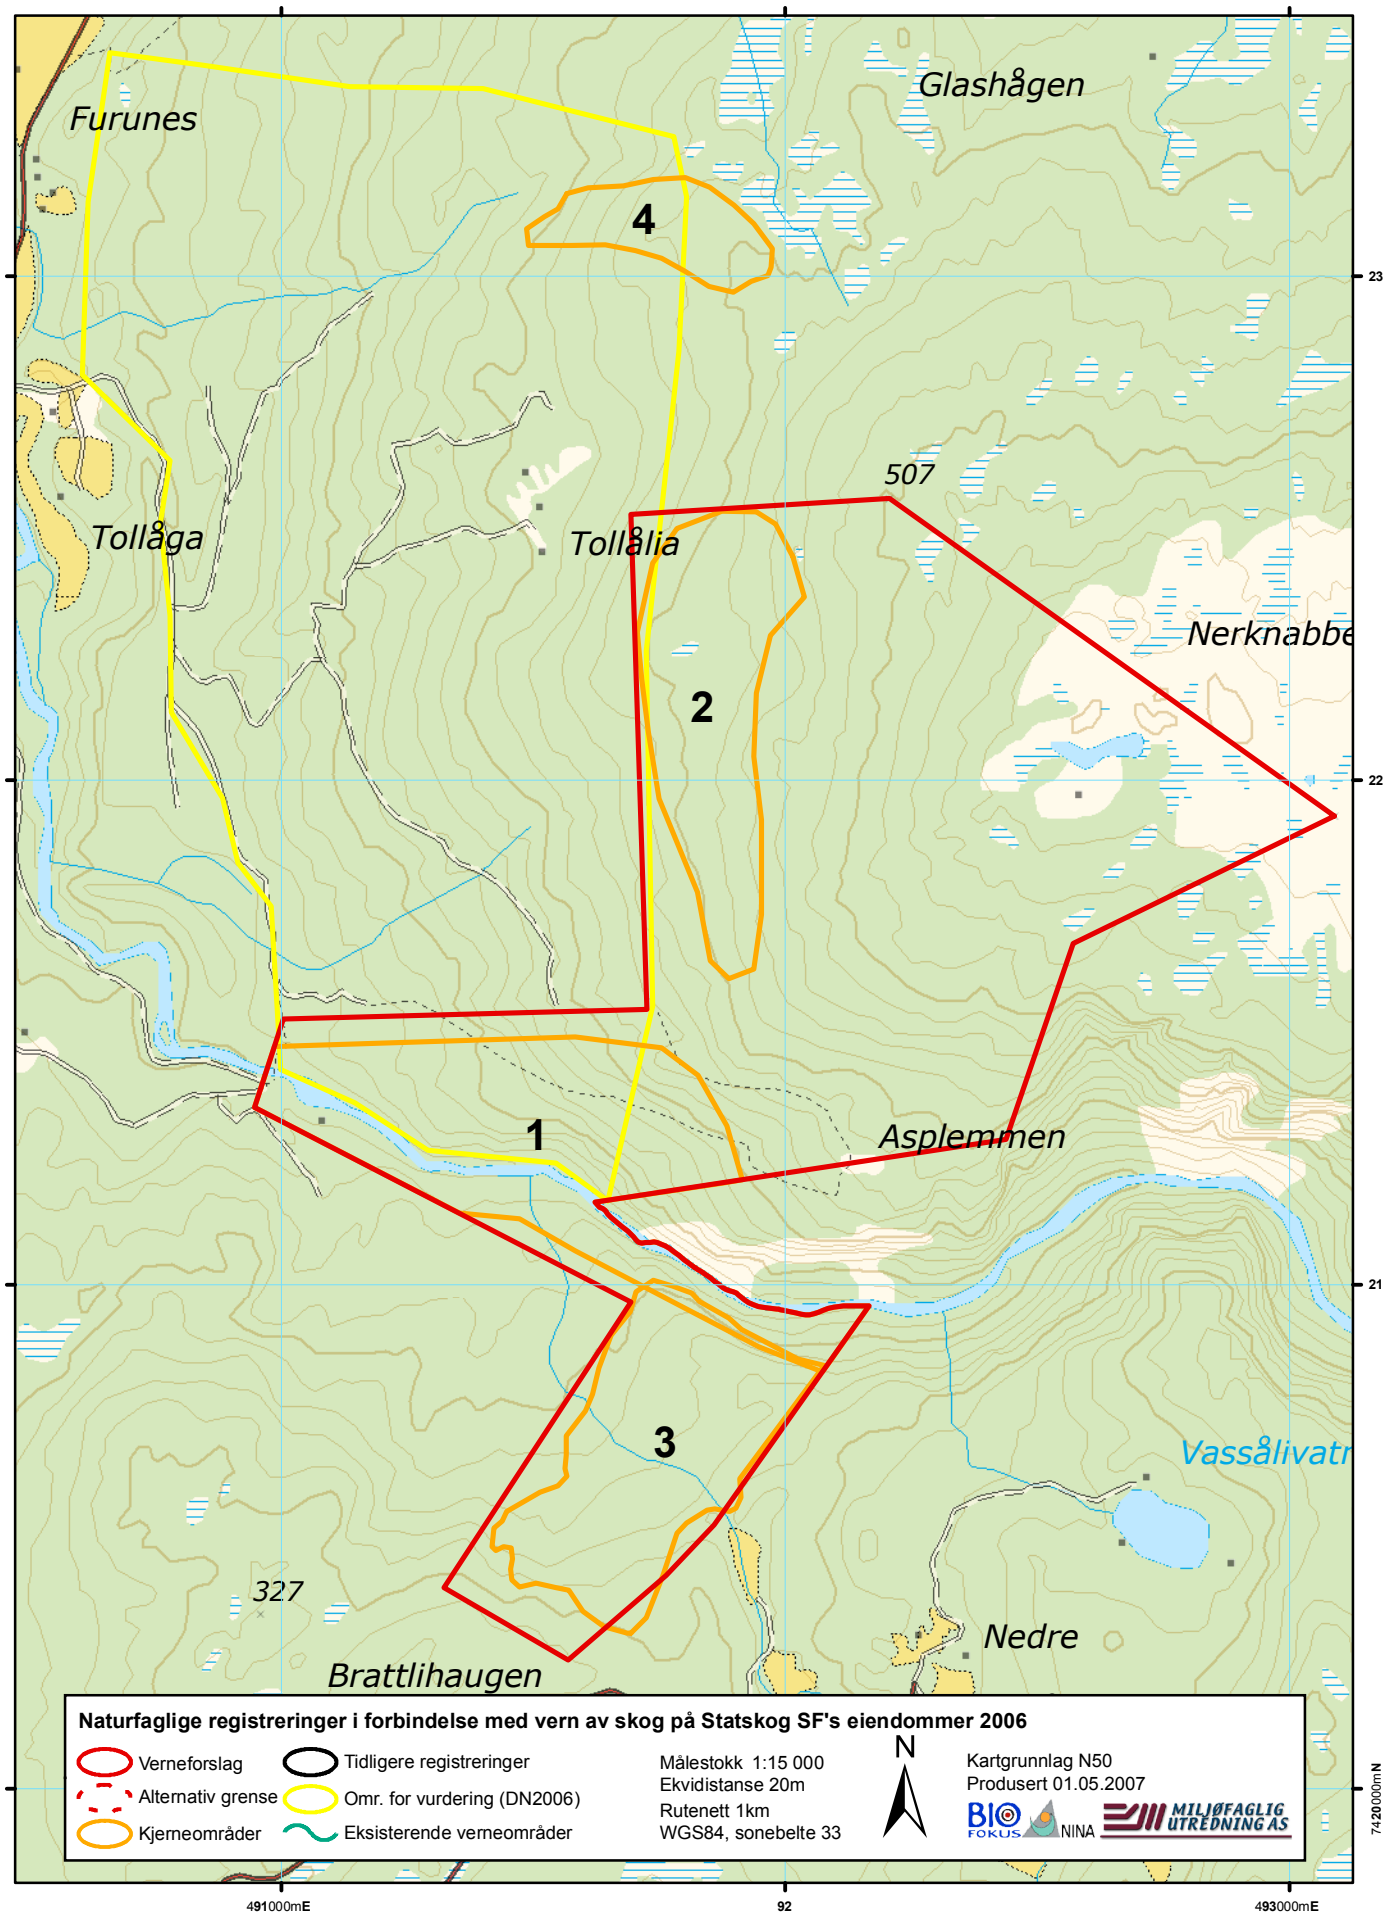 Glashågen
Furunes
4
23
507
Tollåga
Tollålia
Nerknabbe
2
22
1
Asplemmen
21
3
Vassålivatr
327
Nedre
Brattlihaugen
Naturfaglige registreringer i forbindelse med vern av skog på Statskog SF's eiendommer 2006
Verneforslag
Alternativ grense
Kjerneområder
Tidligere registreringer
Omr. for vurdering (DN2006)
Eksisterende verneområder
Målestokk 1:15 000
Ekvidistanse 20m
Rutenett 1km
WGS84, sonebelte 33
N
Kartgrunnlag N50
Produsert 01.05.2007
BIO
FOKUS
NINA
MILJØFAGLIG
UTREDNING AS
7420000mN
491000mE
92
493000mE